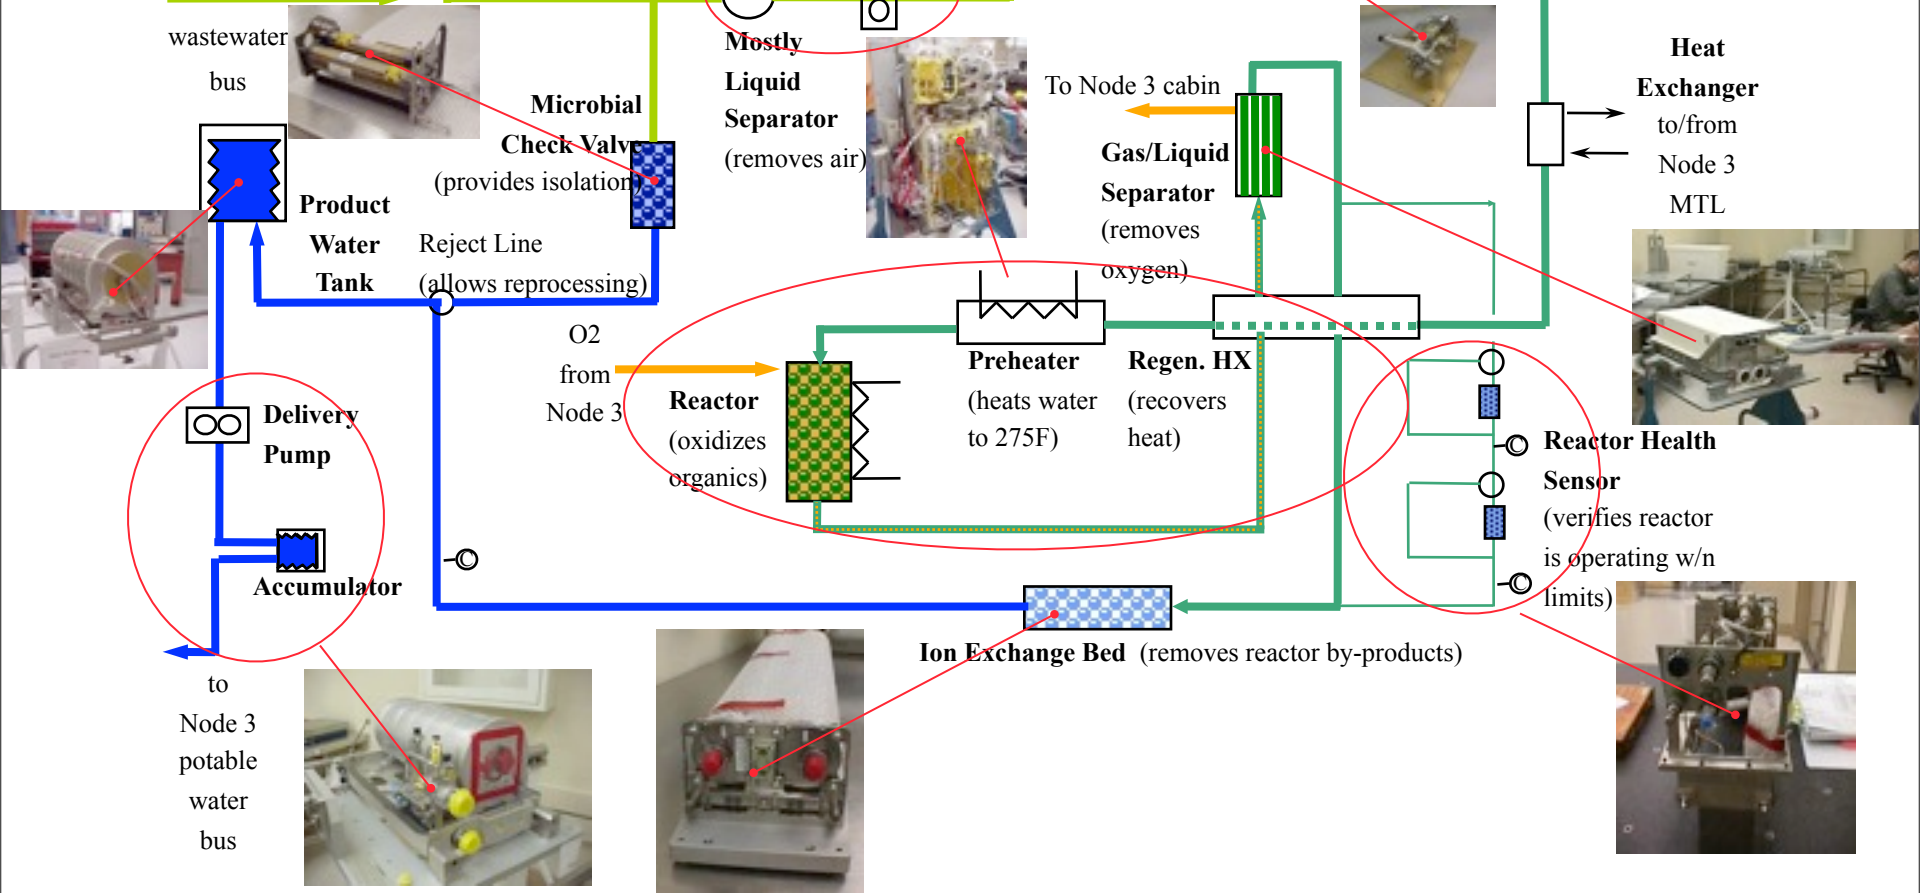 wastewater
bus
Mostly
Liquid
Separator
(removes air)
Microbial
Check Valve
(provides isolation)
To Node 3 cabin
Gas/Liquid
Separator
(removes
oxygen)
Heat
Exchanger
to/from
Node 3
MTL
Product
Water
Tank
Reject Line
(allows reprocessing)
O2
from
Node 3
Reactor
(oxidizes
organics)
Preheater
(heats water
to 275F)
Regen. HX
(recovers
heat)
Delivery
Pump
C
Reactor Health
Sensor
(verifies reactor
is operating w/n
limits)
C
C
Accumulator
Ion Exchange Bed (removes reactor by-products)
to
Node 3
potable
water
bus